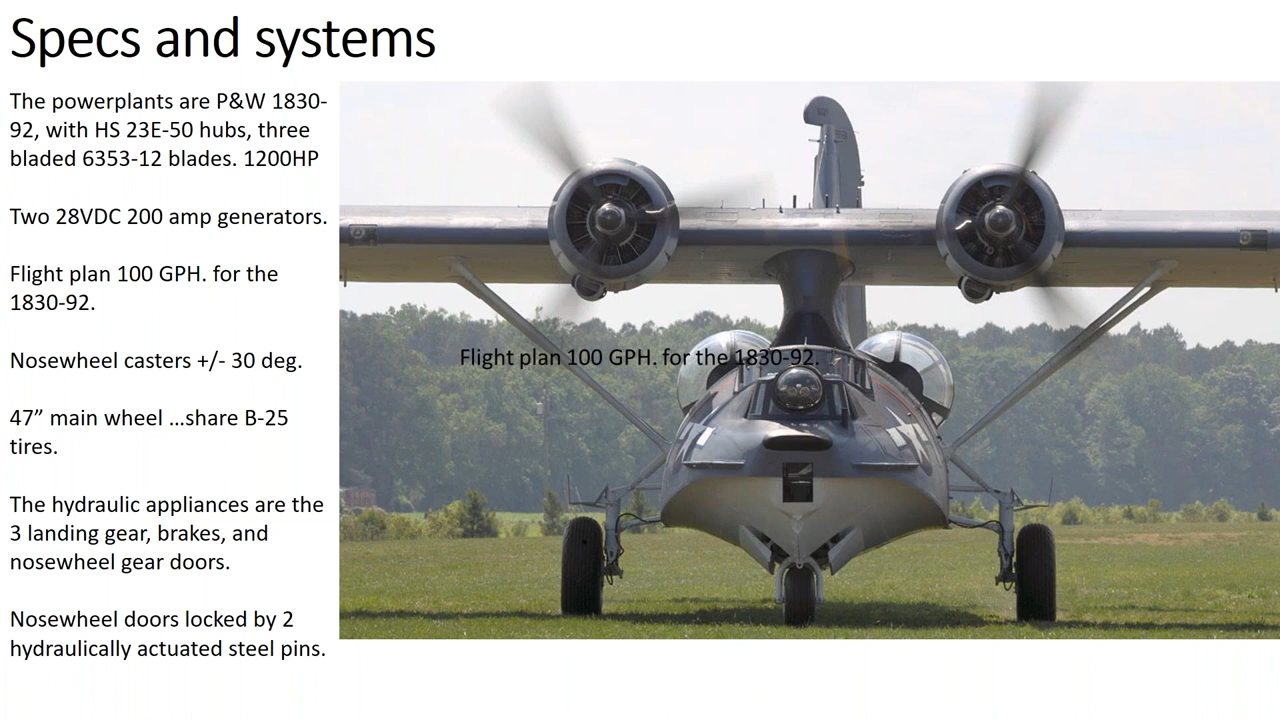 Specs and systems
The powerplants are P&W 1830-
92, with HS 23E-50 hubs, three
bladed 6353-12 blades. 1200HP
Two 28VDC 200 amp generators.
Flight plan 100 GPH. for the
1830-92.
Nosewheel casters +/- 30 deg.
47” main wheel …share B-25
tires.
The hydraulic appliances are the
3 landing gear, brakes, and
nosewheel gear doors.
Nosewheel doors locked by 2
hydraulically actuated steel pins.
Flight plan 100 GPH. for the 1830-92.